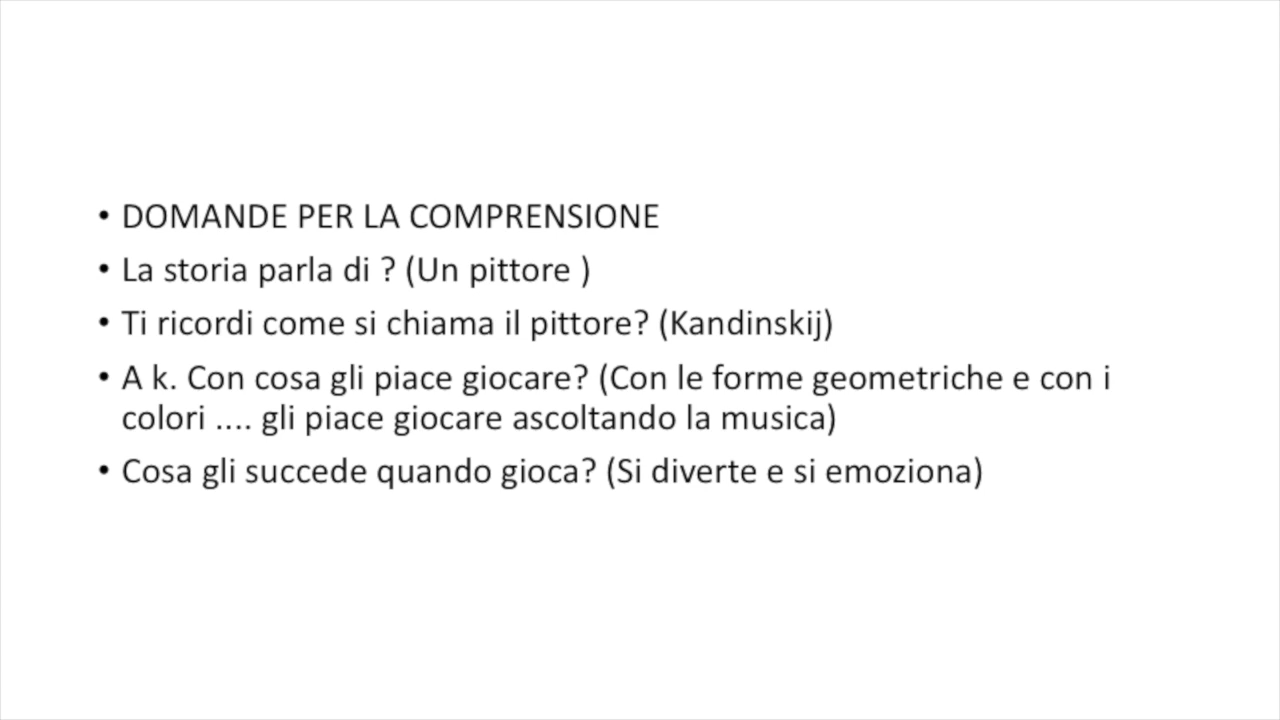 • DOMANDE PER LA COMPRENSIONE
• La storia parla di ? (Un pittore )
• Ti ricordi come si chiama il pittore? (Kandinskij)
• A k. Con cosa gli piace giocare? (Con le forme geometriche e con i
colori .... gli piace giocare ascoltando la musica)
• Cosa gli succede quando gioca? (Si diverte e si emoziona)